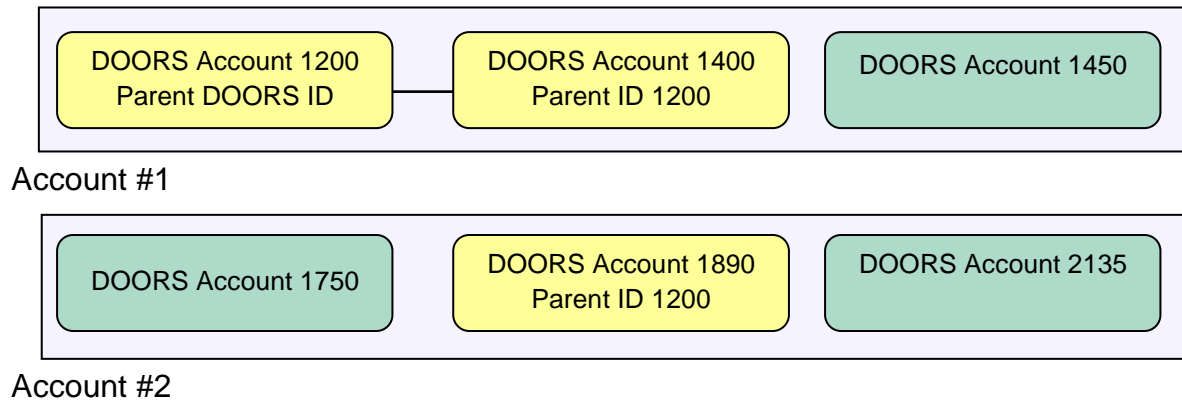 DOORS Account 1200
Parent DOORS ID
DOORS Account 1400
Parent ID 1200
DOORS Account 1450
Account #1
DOORS Account 1750
DOORS Account 1890
Parent ID 1200
DOORS Account 2135
Account #2